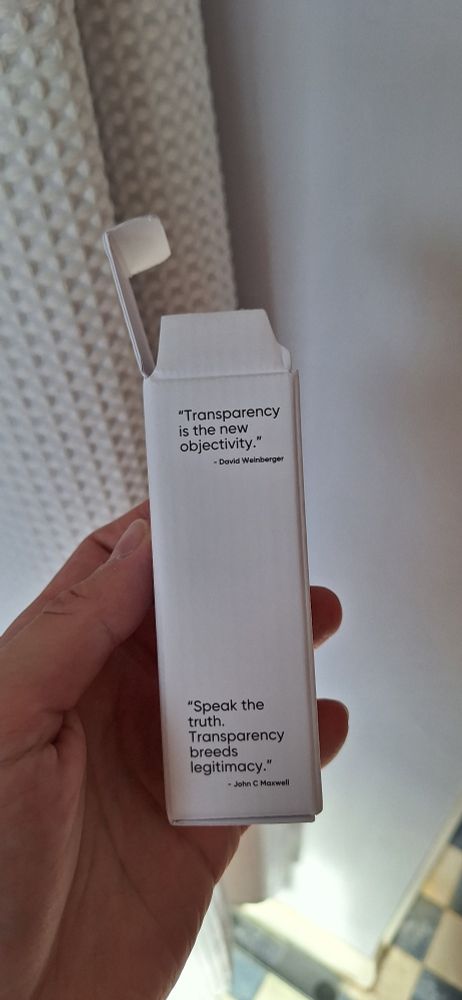 “Transparency
is the new
objectivity.”
- David Weinberger
“Speak the
truth.
Transparency
breeds
legitimacy.”
- John C Maxwell